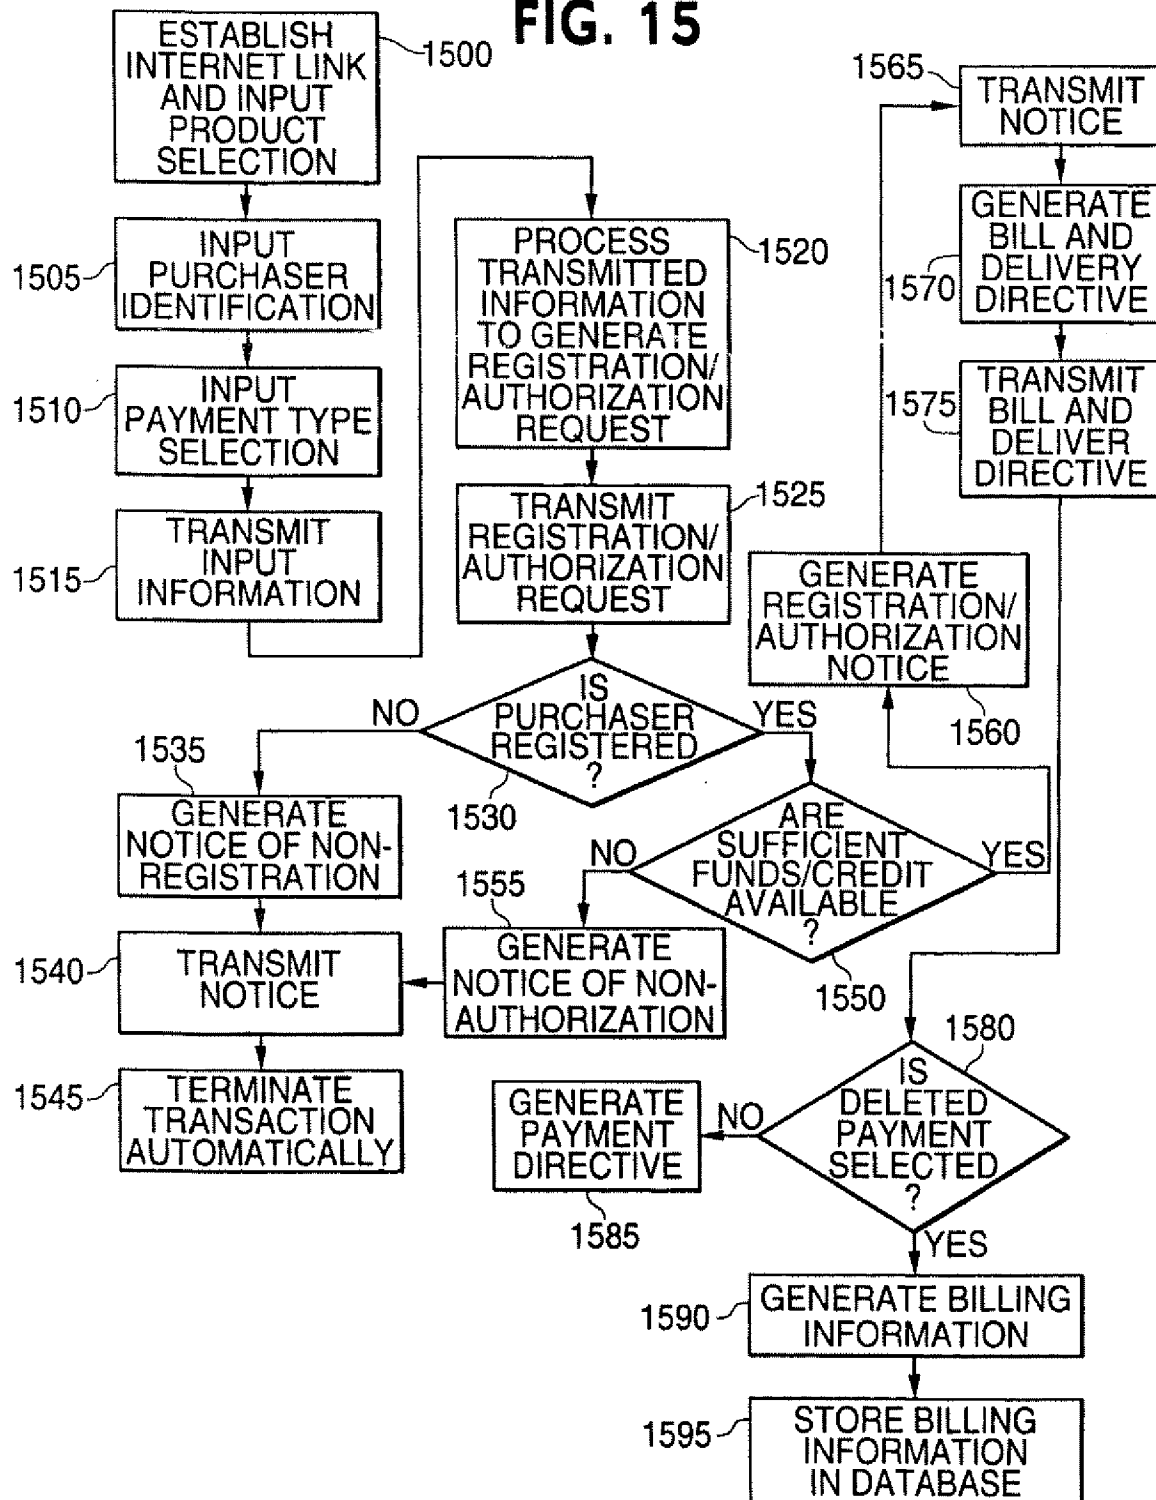 FIG. 15
ESTABLISH
INTERNET LINK
AND INPUT
PRODUCT
SELECTION
1500
INPUT
PURCHASER
IDENTIFICATION
1505
INPUT
PAYMENT TYPE
SELECTION
1510
TRANSMIT
INPUT
INFORMATION
1515
PROCESS
TRANSMITTED
INFORMATION
TO GENERATE
REGISTRATION/
AUTHORIZATION
REQUEST
1520
TRANSMIT
REGISTRATION/
AUTHORIZATION
REQUEST
1525
IS
PURCHASER
REGISTERED
?
1530
NO
YES
1535
GENERATE
NOTICE OF NON-
REGISTRATION
1540
TRANSMIT
NOTICE
1545
TERMINATE
TRANSACTION
AUTOMATICALLY
ARE
SUFFICIENT
FUNDS/CREDIT
AVAILABLE
?
1550
NO
YES
1555
GENERATE
NOTICE OF NON-
AUTHORIZATION
GENERATE
REGISTRATION/
AUTHORIZATION
NOTICE
1560
1565
TRANSMIT
NOTICE
GENERATE
BILL AND
DELIVERY
DIRECTIVE
1570
TRANSMIT
BILL AND
DELIVER
DIRECTIVE
1575
1580
IS
DELETED
PAYMENT
SELECTED
?
NO
YES
GENERATE
PAYMENT
DIRECTIVE
1585
1590
GENERATE BILLING
INFORMATION
1595
STORE BILLING
INFORMATION
IN DATABASE